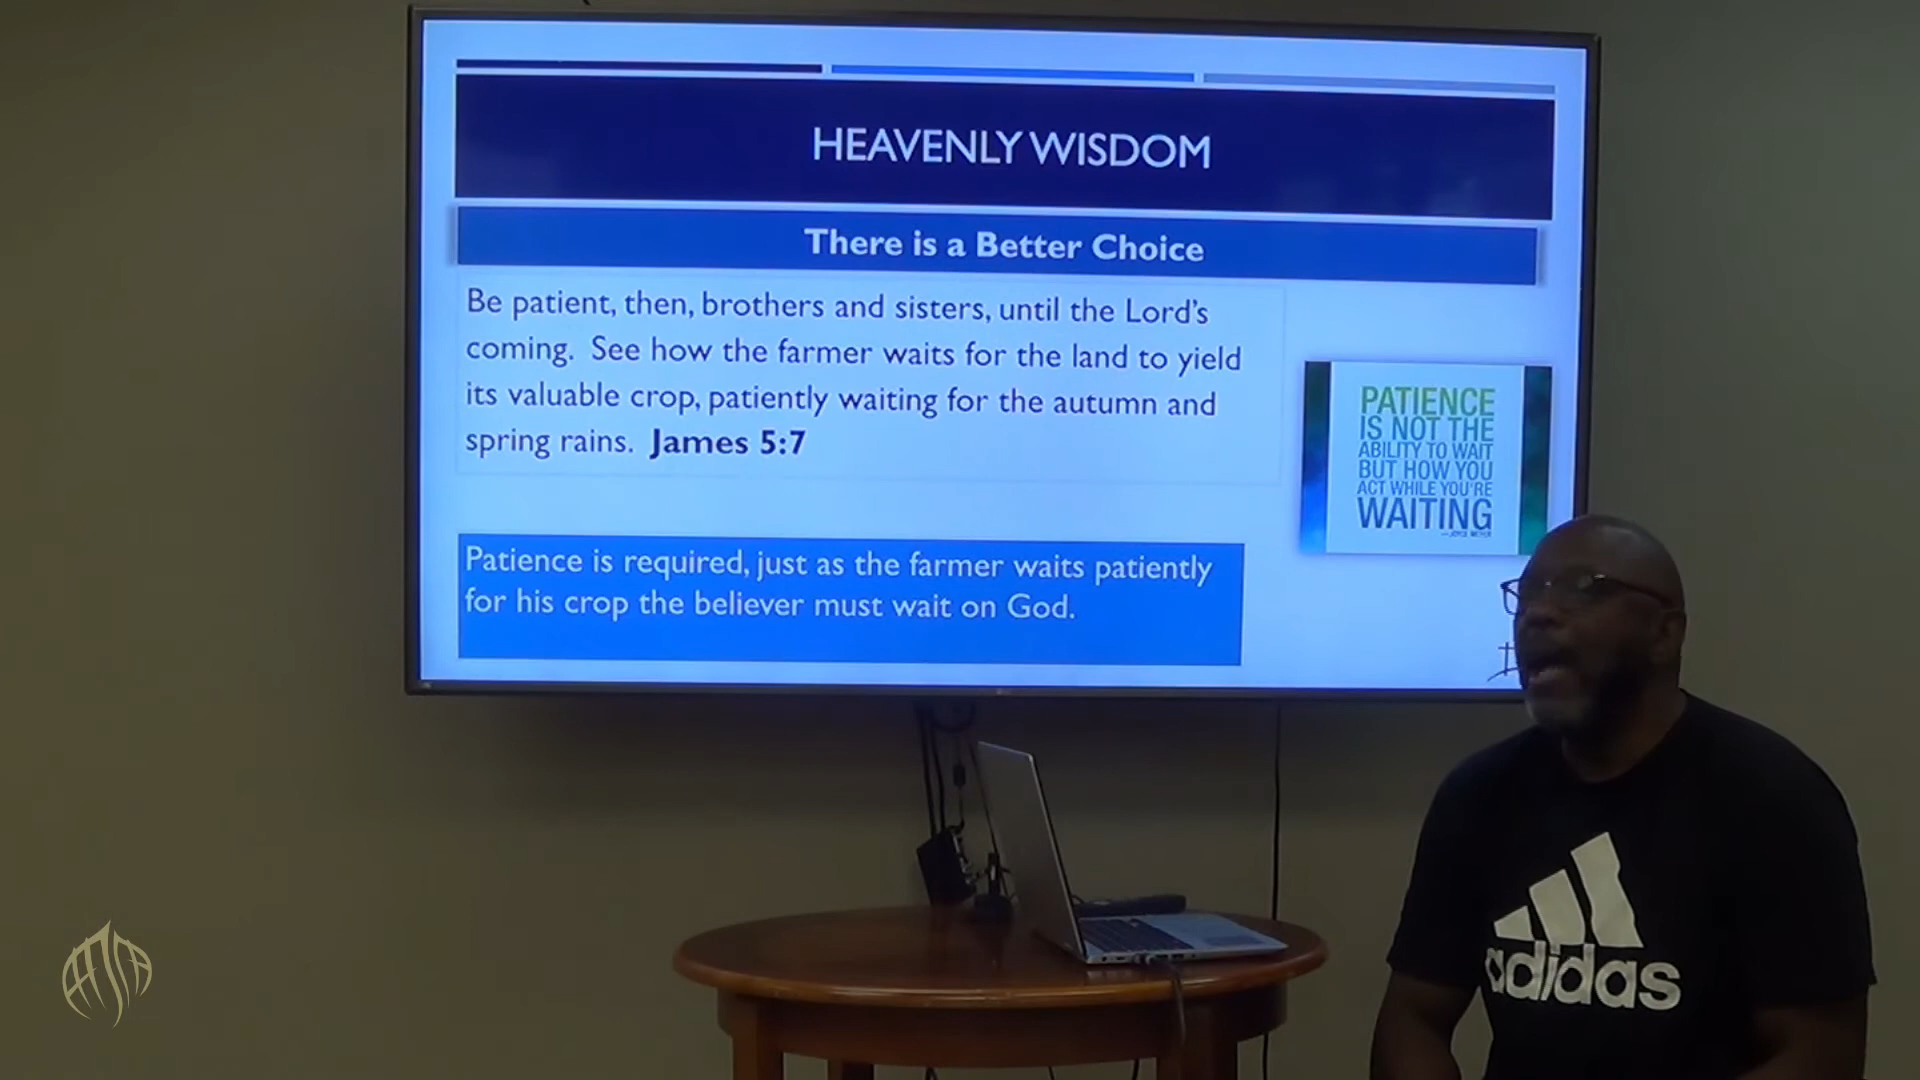 HEAVENLY WISDOM
There is a Better Choice
Be patient, then, brothers and sisters, until the Lord's
coming. See how the farmer waits for the land to yield
its valuable crop, patiently waiting for the autumn and
spring rains. James 5:7
PATIENCE
IS NOT THE
ABILITY TO WAIT
BUT HOW YOU
ACT WHILE YOU'RE
WAITING
—JOYCE MEYER
Patience is required, just as the farmer waits patiently
for his crop the believer must wait on God.
adidas